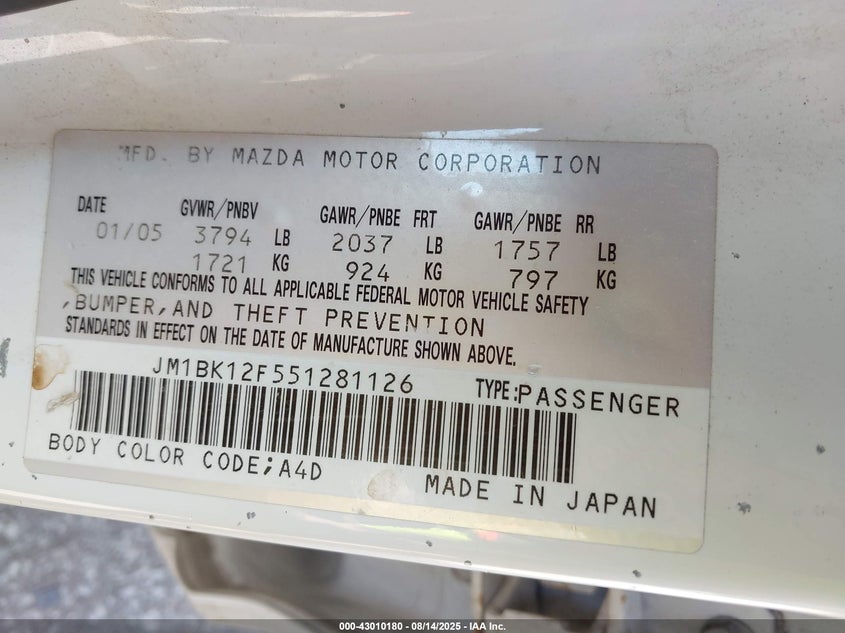 MFD. BY MAZDA MOTOR CORPORATION
DATE GVWR/PNBV GAWR/PNBE FRT GAWR/PNBE RR
01/05 3794 LB 2037 LB 1757 LB
1721 KG 924 KG 797 KG
THIS VEHICLE CONFORMS TO ALL APPLICABLE FEDERAL MOTOR VEHICLE SAFETY
,BUMPER,AND THEFT PREVENTION
STANDARDS IN EFFECT ON THE DATE OF MANUFACTURE SHOWN ABOVE.
JM1BK12F551281126 TYPE:PASSENGER
BODY COLOR CODE;A4D
MADE IN JAPAN
000-43010180 - 08/14/2025 - IAA Inc.